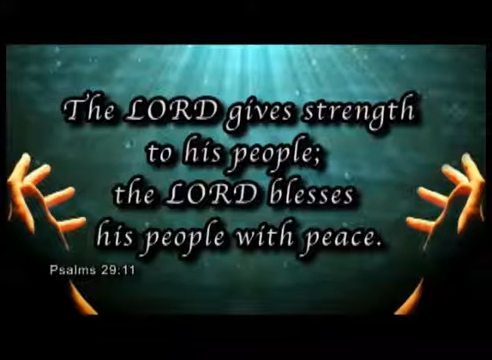 The LORD gives strength
to his people;
the LORD blesses
his people with peace.
Psalms 29:11